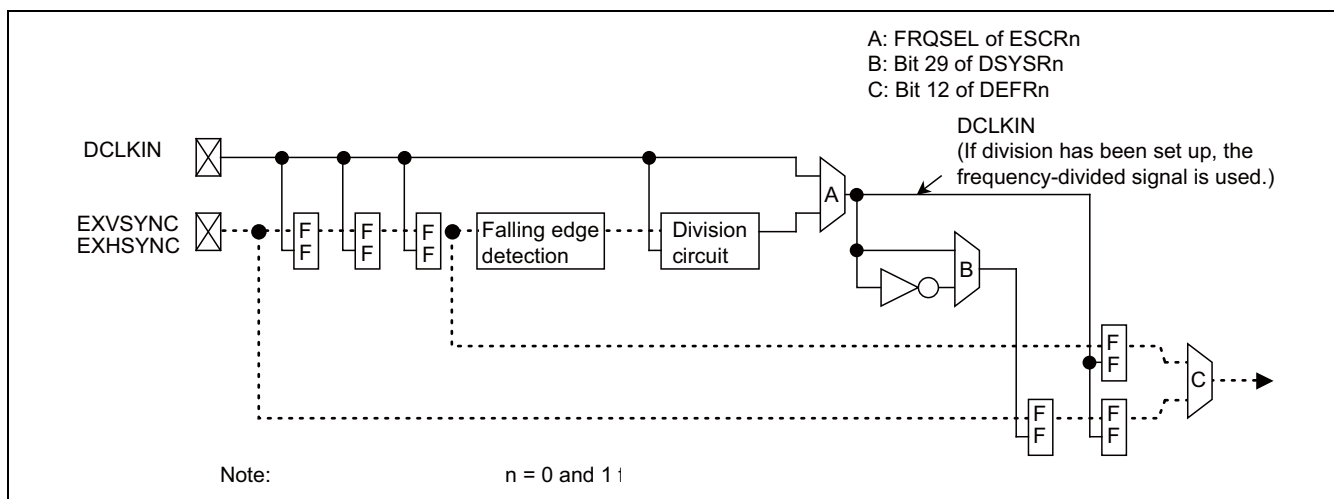 A: FRQSEL of ESCRn
B: Bit 29 of DSYSRn
C: Bit 12 of DEFRn
DCLKIN
(If division has been set up, the
frequency-divided signal is used.)
DCLKIN
A
EXVSYNC
EXHSYNC
F
F
F
F
F
F
Falling edge
detection
Division
circuit
B
F
F
C
F
F
F
F
Note: n = 0 and 1